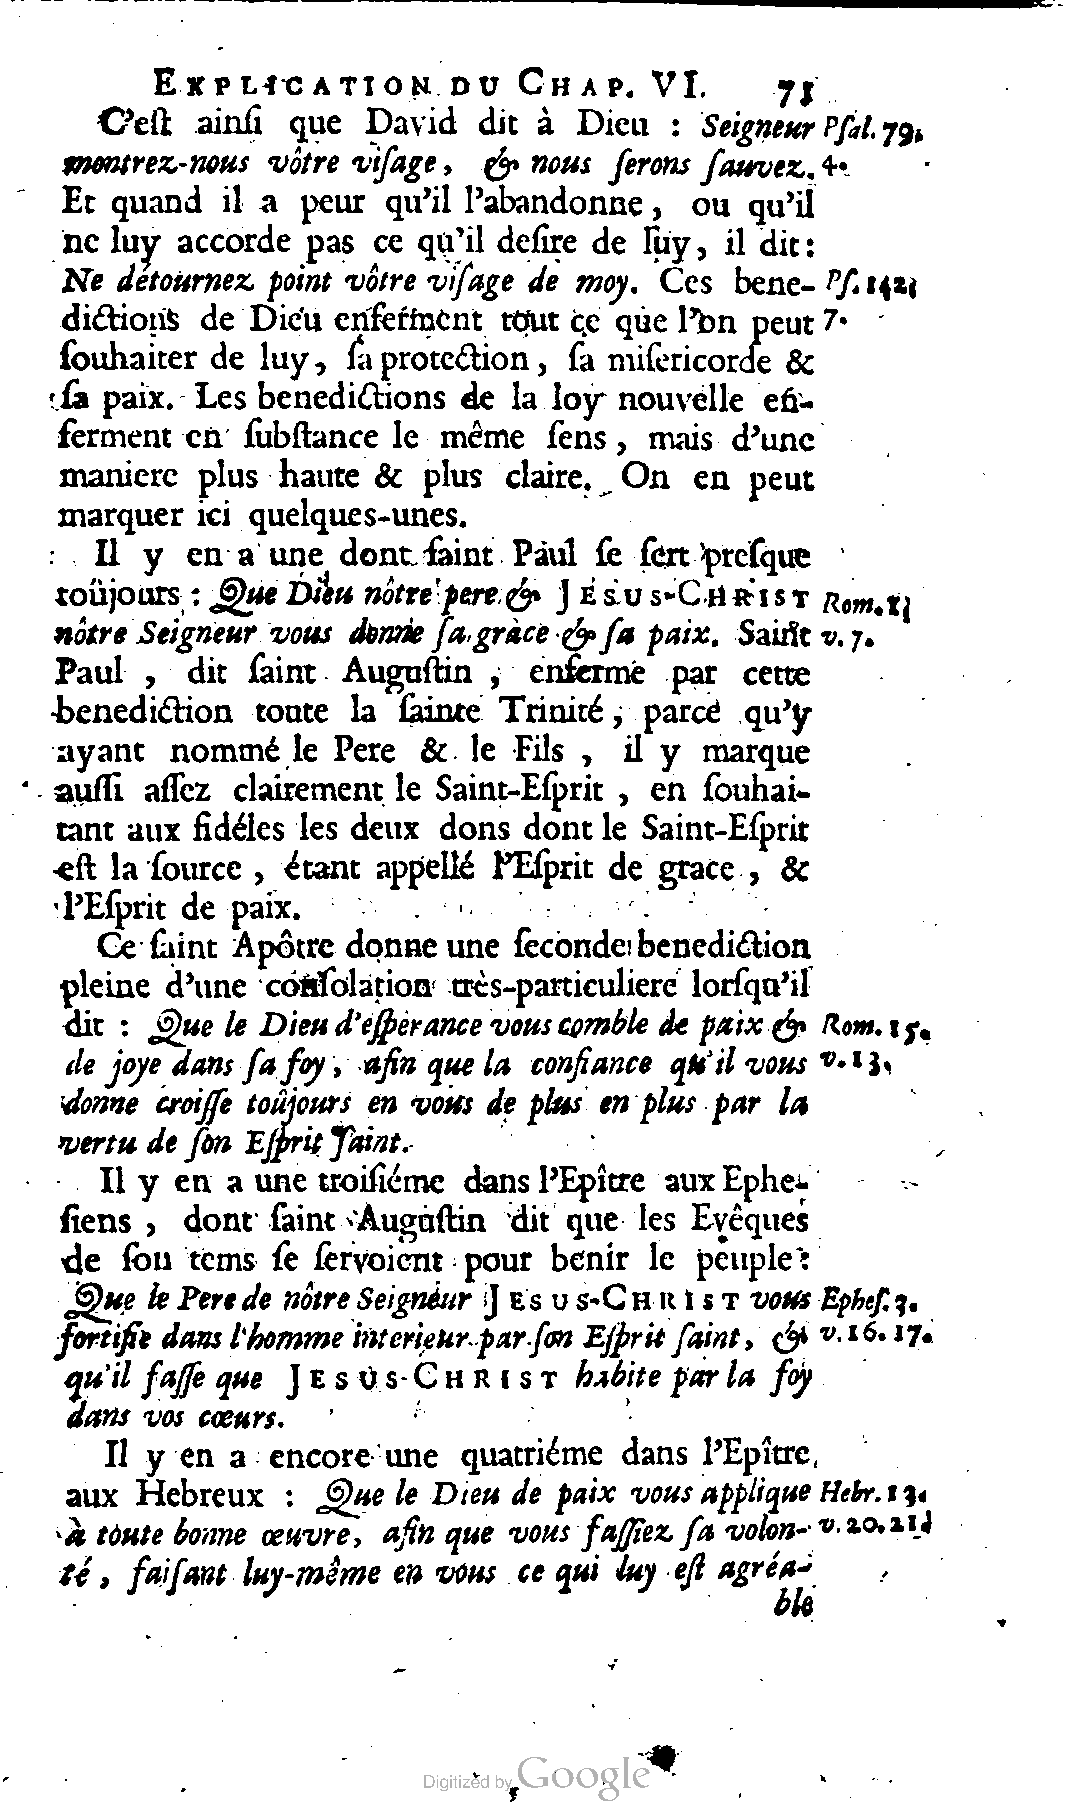 EXPLICATION DU CHAP. VI. 71
C'eſt ainſi que David dit à Dieu : Seigneur Pſal. 79.
montrez-nous vôtre viſage, & nous ſerons ſauvez. 4.
Et quand il a peur qu'il l'abandonne, ou qu'il
ne luy accorde pas ce qu'il deſire de luy, il dit:
Ne détournez point vôtre viſage de moy. Ces bene- Pſ. 142.
dictions de Dieu enferment tout ce que l'on peut 7.
ſouhaiter de luy, ſa protection, ſa miſericorde &
ſa paix. Les benedictions de la loy nouvelle en-
ferment en ſubſtance le même ſens, mais d'une
maniere plus haute & plus claire. On en peut
marquer ici quelques-unes.
Il y en a une dont ſaint Paul ſe ſert preſque
toûjours : Que Dieu nôtre pere & JESUS-CHRIST Rom. 1.
nôtre Seigneur vous donne ſa grace & ſa paix. Saint v. 7.
Paul , dit ſaint Auguſtin , enferme par cette
benediction toute la ſainte Trinité, parce qu'y
ayant nommé le Pere & le Fils , il y marque
auſſi aſſez clairement le Saint-Eſprit , en ſouhai-
tant aux fidéles les deux dons dont le Saint-Eſprit
eſt la ſource , étant appellé l'Eſprit de grace , &
l'Eſprit de paix.
Ce ſaint Apôtre donne une ſeconde benediction
pleine d'une conſolation très-particuliere lorſqu'il
dit : Que le Dieu d'eſperance vous comble de paix & Rom. 15.
de joye dans ſa foy, afin que la confiance qu'il vous v. 13.
donne croiſſe toûjours en vous de plus en plus par la
vertu de ſon Eſprit ſaint.
Il y en a une troiſiéme dans l'Epître aux Ephe-
ſiens , dont ſaint Auguſtin dit que les Evêques
de ſon tems ſe ſervoient pour benir le peuple :
Que le Pere de nôtre Seigneur JESUS-CHRIST vous Epheſ. 3.
fortifie dans l'homme interieur par ſon Eſprit ſaint, & v. 16. 17.
qu'il faſſe que JESUS-CHRIST habite par la foy
dans vos cœurs.
Il y en a encore une quatriéme dans l'Epître
aux Hebreux : Que le Dieu de paix vous applique Hebr. 13.
à toute bonne œuvre, afin que vous faſſiez ſa volon- v. 20. 21.
té, faiſant luy-même en vous ce qui luy eſt agréa-
ble
Digitized by Google